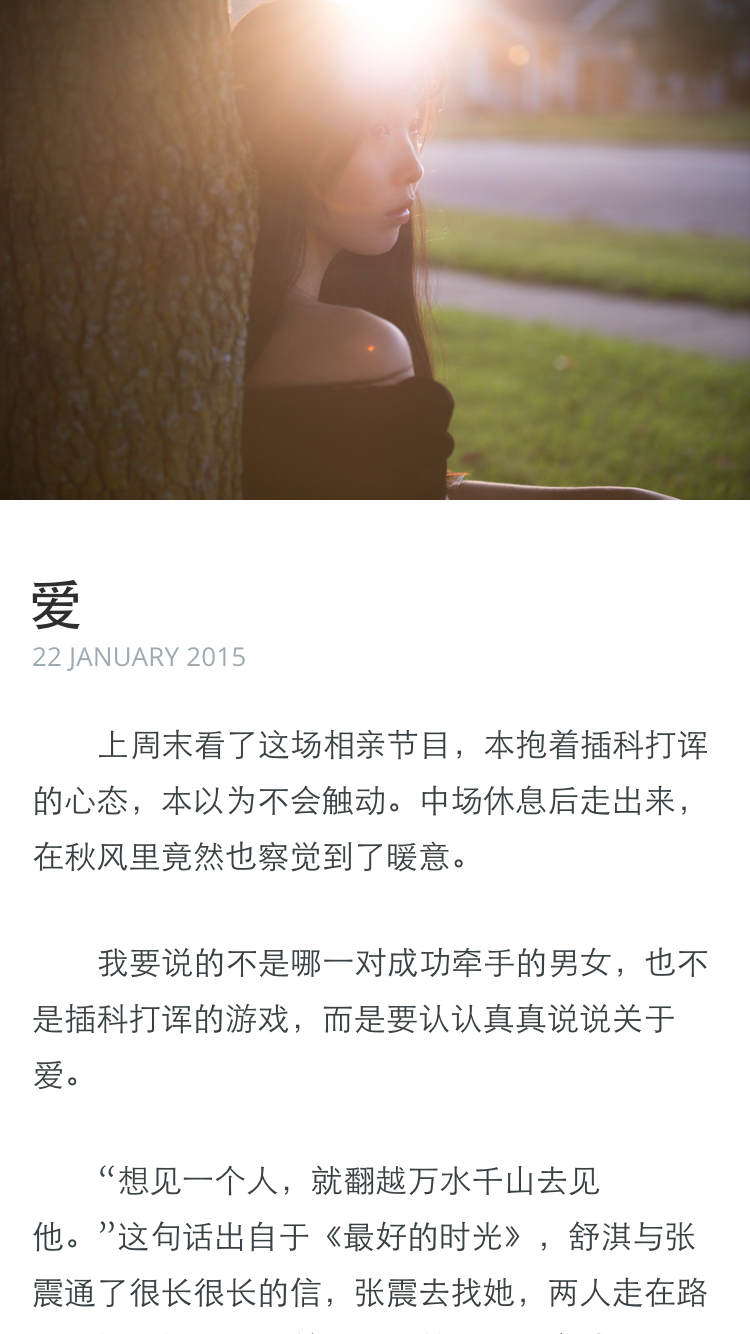 爱
22 JANUARY 2015
上周末看了这场相亲节目，本抱着插科打诨
的心态，本以为不会触动。中场休息后走出来，
在秋风里竟然也察觉到了暖意。
我要说的不是哪一对成功牵手的男女，也不
是插科打诨的游戏，而是要认认真真说说关于
爱。
“想见一个人，就翻越万水千山去见
他。”这句话出自于《最好的时光》，舒淇与张
震通了很长很长的信，张震去找她，两人走在路